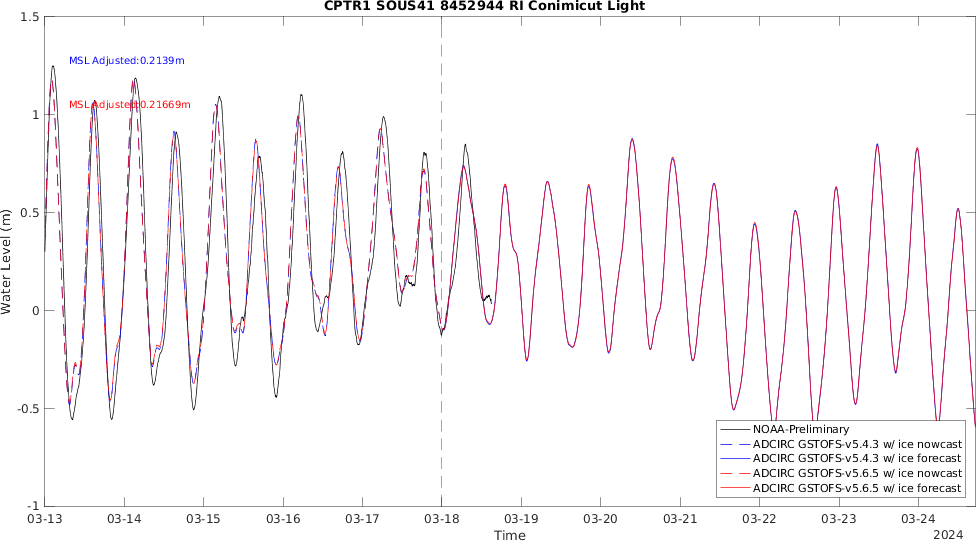 CPTR1 SOUS41 8452944 RI Conimicut Light
1.5
MSL Adjusted:0.2139m
MSL Adjusted:0.21669m
1
0.5
0
-0.5
-1
Water Level (m)
NOAA-Preliminary
ADCIRC GSTOFS-v5.4.3 w/ ice nowcast
ADCIRC GSTOFS-v5.4.3 w/ ice forecast
ADCIRC GSTOFS-v5.6.5 w/ ice nowcast
ADCIRC GSTOFS-v5.6.5 w/ ice forecast
03-13 03-14 03-15 03-16 03-17 03-18 03-19 03-20 03-21 03-22 03-23 03-24
Time
2024